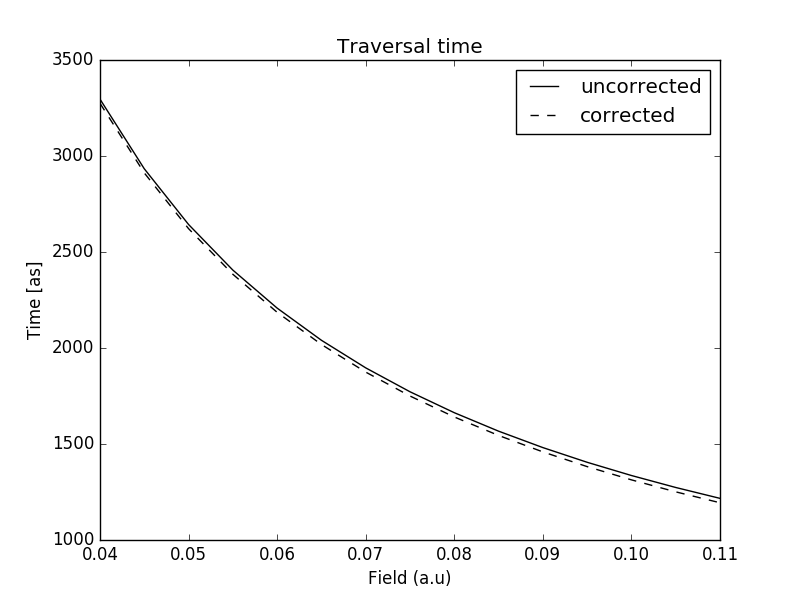 Traversal time
uncorrected
corrected
3500
3000
2500
2000
1500
1000
Time [as]
0.04 0.05 0.06 0.07 0.08 0.09 0.10 0.11
Field (a.u)